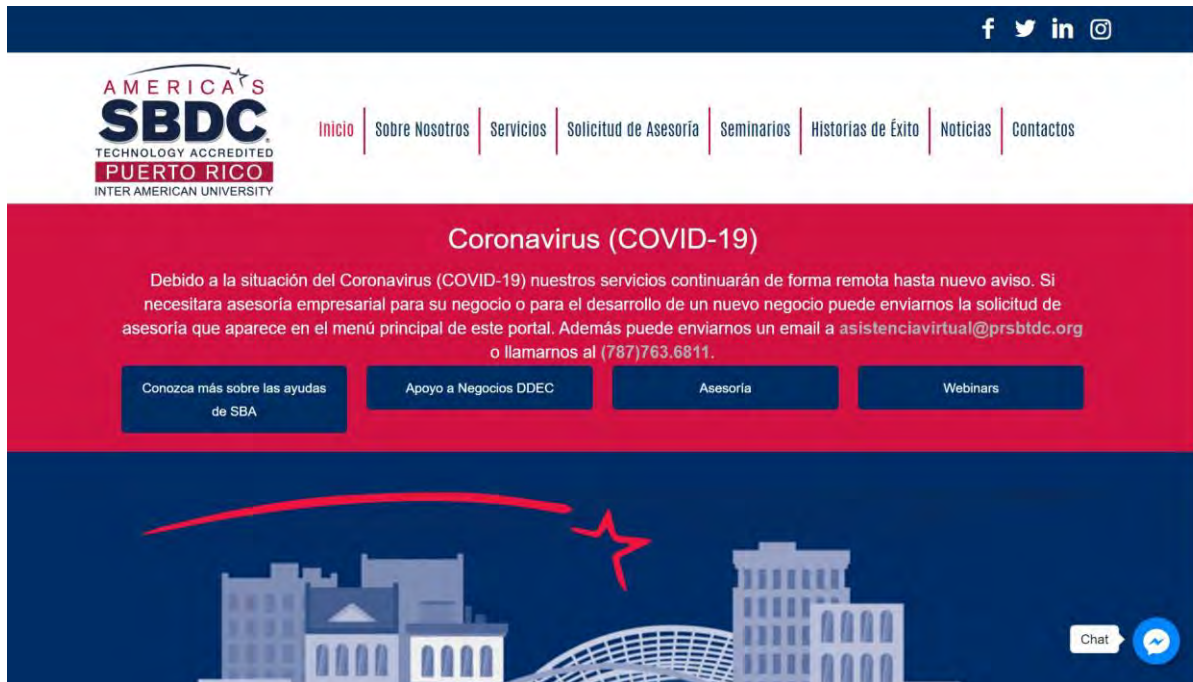 AMERICA'S
SBDC
TECHNOLOGY ACCREDITED
PUERTO RICO
INTER AMERICAN UNIVERSITY
Inicio Sobre Nosotros Servicios Solicitud de Asesoría Seminarios Historias de Éxito Noticias Contactos
Coronavirus (COVID-19)
Debido a la situación del Coronavirus (COVID-19) nuestros servicios continuarán de forma remota hasta nuevo aviso. Si
necesitara asesoría empresarial para su negocio o para el desarrollo de un nuevo negocio puede enviarnos la solicitud de
asesoría que aparece en el menú principal de este portal. Además puede enviarnos un email a asistenciavirtual@prsbtdc.org
o llamarnos al (787)763.6811.
Conozca más sobre las ayudas
de SBA
Apoyo a Negocios DDEC
Asesoría
Webinars
Chat